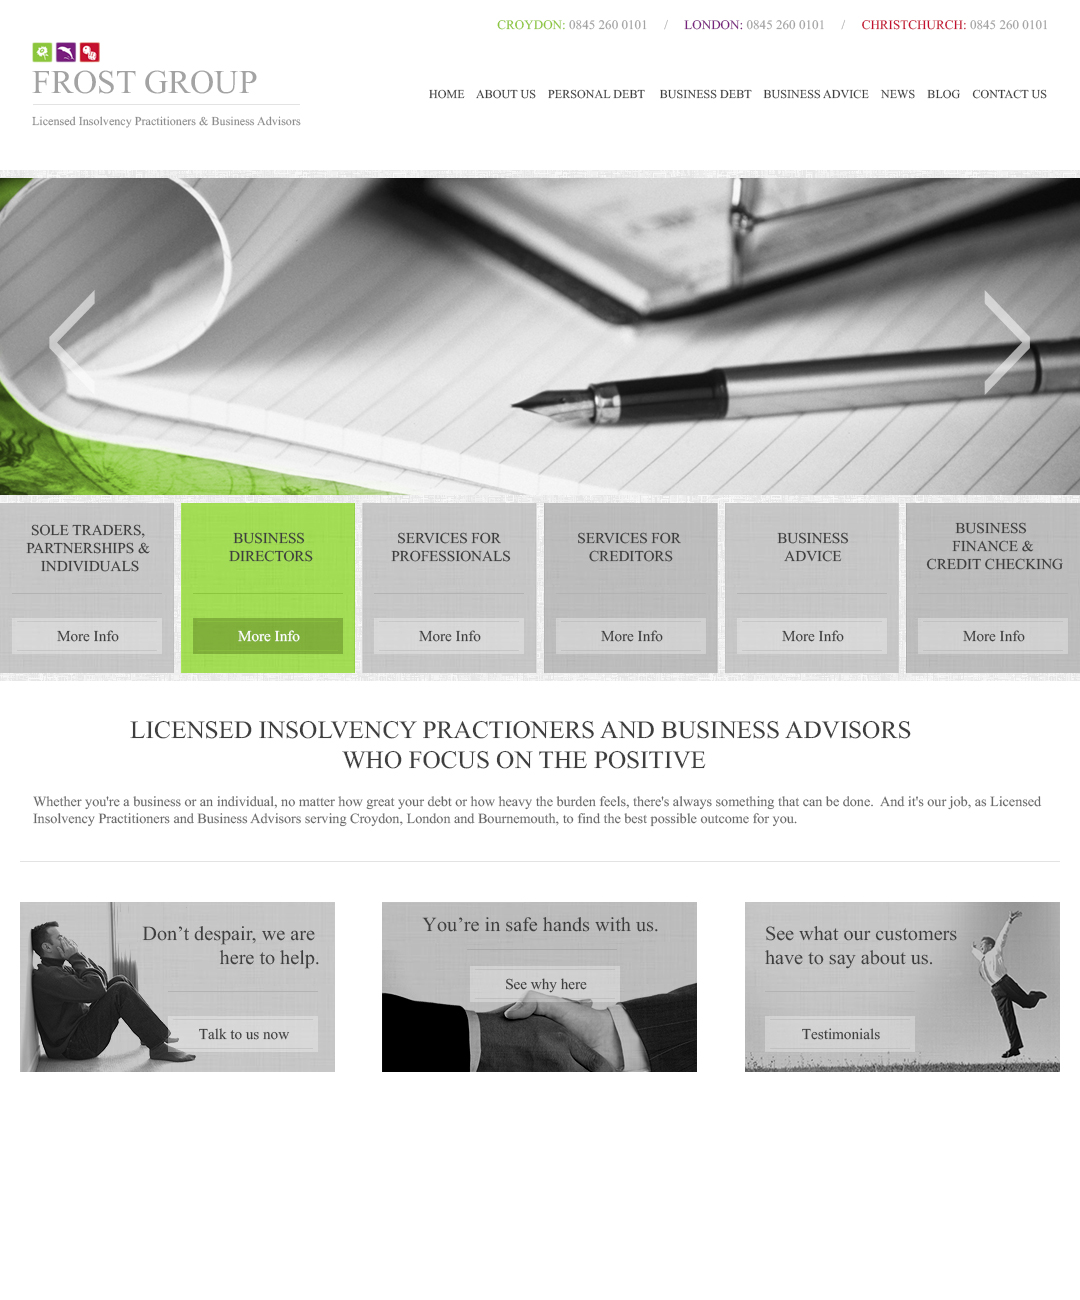 CROYDON: 0845 260 0101 / LONDON: 0845 260 0101 / CHRISTCHURCH: 0845 260 0101
FROST GROUP
Licensed Insolvency Practitioners & Business Advisors
HOME ABOUT US PERSONAL DEBT BUSINESS DEBT BUSINESS ADVICE NEWS BLOG CONTACT US
SOLE TRADERS,
PARTNERSHIPS &
INDIVIDUALS
More Info
BUSINESS
DIRECTORS
More Info
SERVICES FOR
PROFESSIONALS
More Info
SERVICES FOR
CREDITORS
More Info
BUSINESS
ADVICE
More Info
BUSINESS
FINANCE &
CREDIT CHECKING
More Info
LICENSED INSOLVENCY PRACTIONERS AND BUSINESS ADVISORS
WHO FOCUS ON THE POSITIVE
Whether you're a business or an individual, no matter how great your debt or how heavy the burden feels, there's always something that can be done. And it's our job, as Licensed
Insolvency Practitioners and Business Advisors serving Croydon, London and Bournemouth, to find the best possible outcome for you.
Don’t despair, we are
here to help.
Talk to us now
You’re in safe hands with us.
See why here
See what our customers
have to say about us.
Testimonials